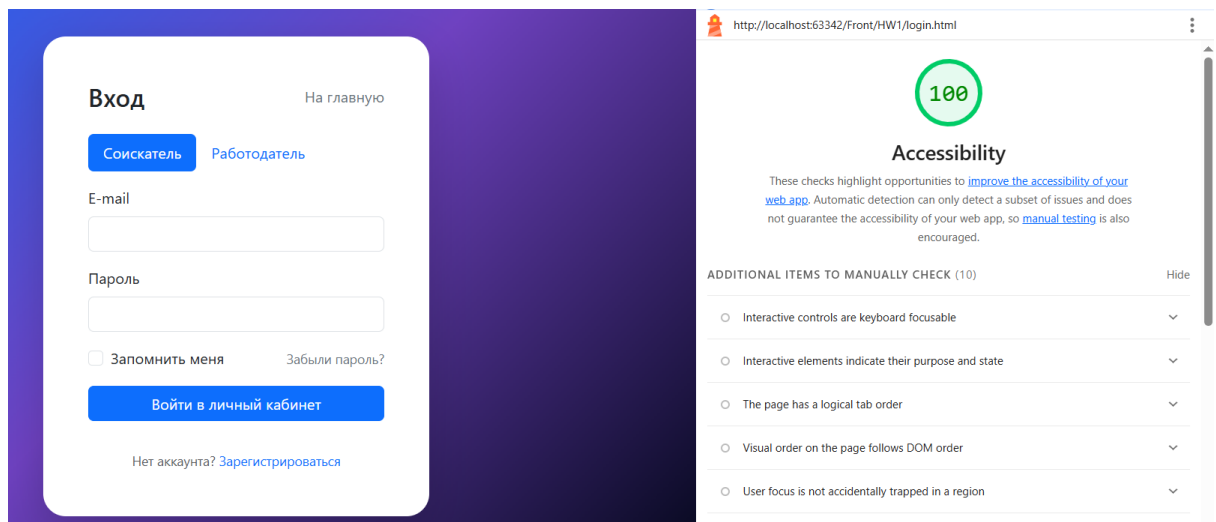 Вход
На главную
Соискатель
Работодатель
E-mail
Пароль
Запомнить меня
Забыли пароль?
Войти в личный кабинет
Нет аккаунта? Зарегистрироваться
http://localhost:63342/Front/HW1/login.html
100
Accessibility
These checks highlight opportunities to improve the accessibility of your
web app. Automatic detection can only detect a subset of issues and does
not guarantee the accessibility of your web app, so manual testing is also
encouraged.
ADDITIONAL ITEMS TO MANUALLY CHECK (10)
Hide
Interactive controls are keyboard focusable
Interactive elements indicate their purpose and state
The page has a logical tab order
Visual order on the page follows DOM order
User focus is not accidentally trapped in a region